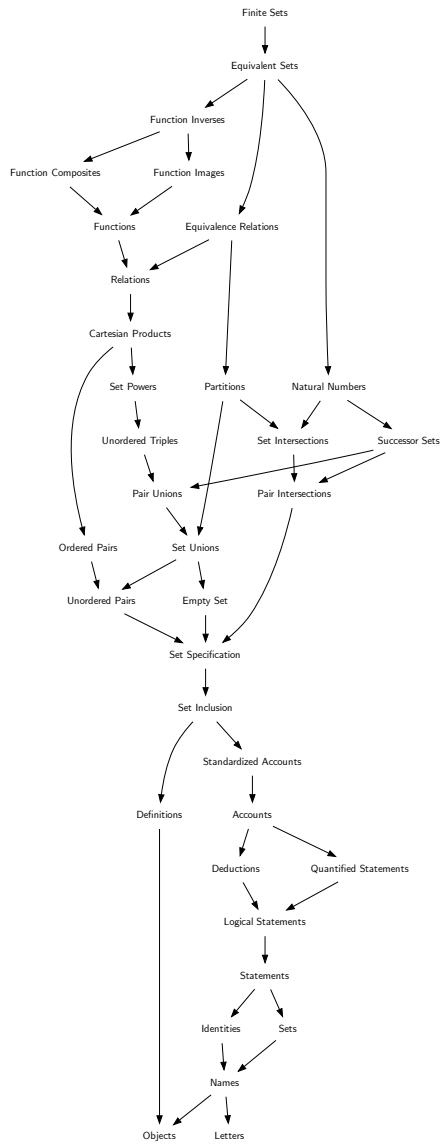 Finite Sets
Equivalent Sets
Function Inverses
Function Composites
Function Images
Functions
Equivalence Relations
Relations
Cartesian Products
Set Powers
Partitions
Natural Numbers
Unordered Triples
Set Intersections
Successor Sets
Pair Unions
Pair Intersections
Ordered Pairs
Set Unions
Unordered Pairs
Empty Set
Set Specification
Set Inclusion
Standardized Accounts
Definitions
Accounts
Deductions
Quantified Statements
Logical Statements
Statements
Identities
Sets
Names
Objects
Letters